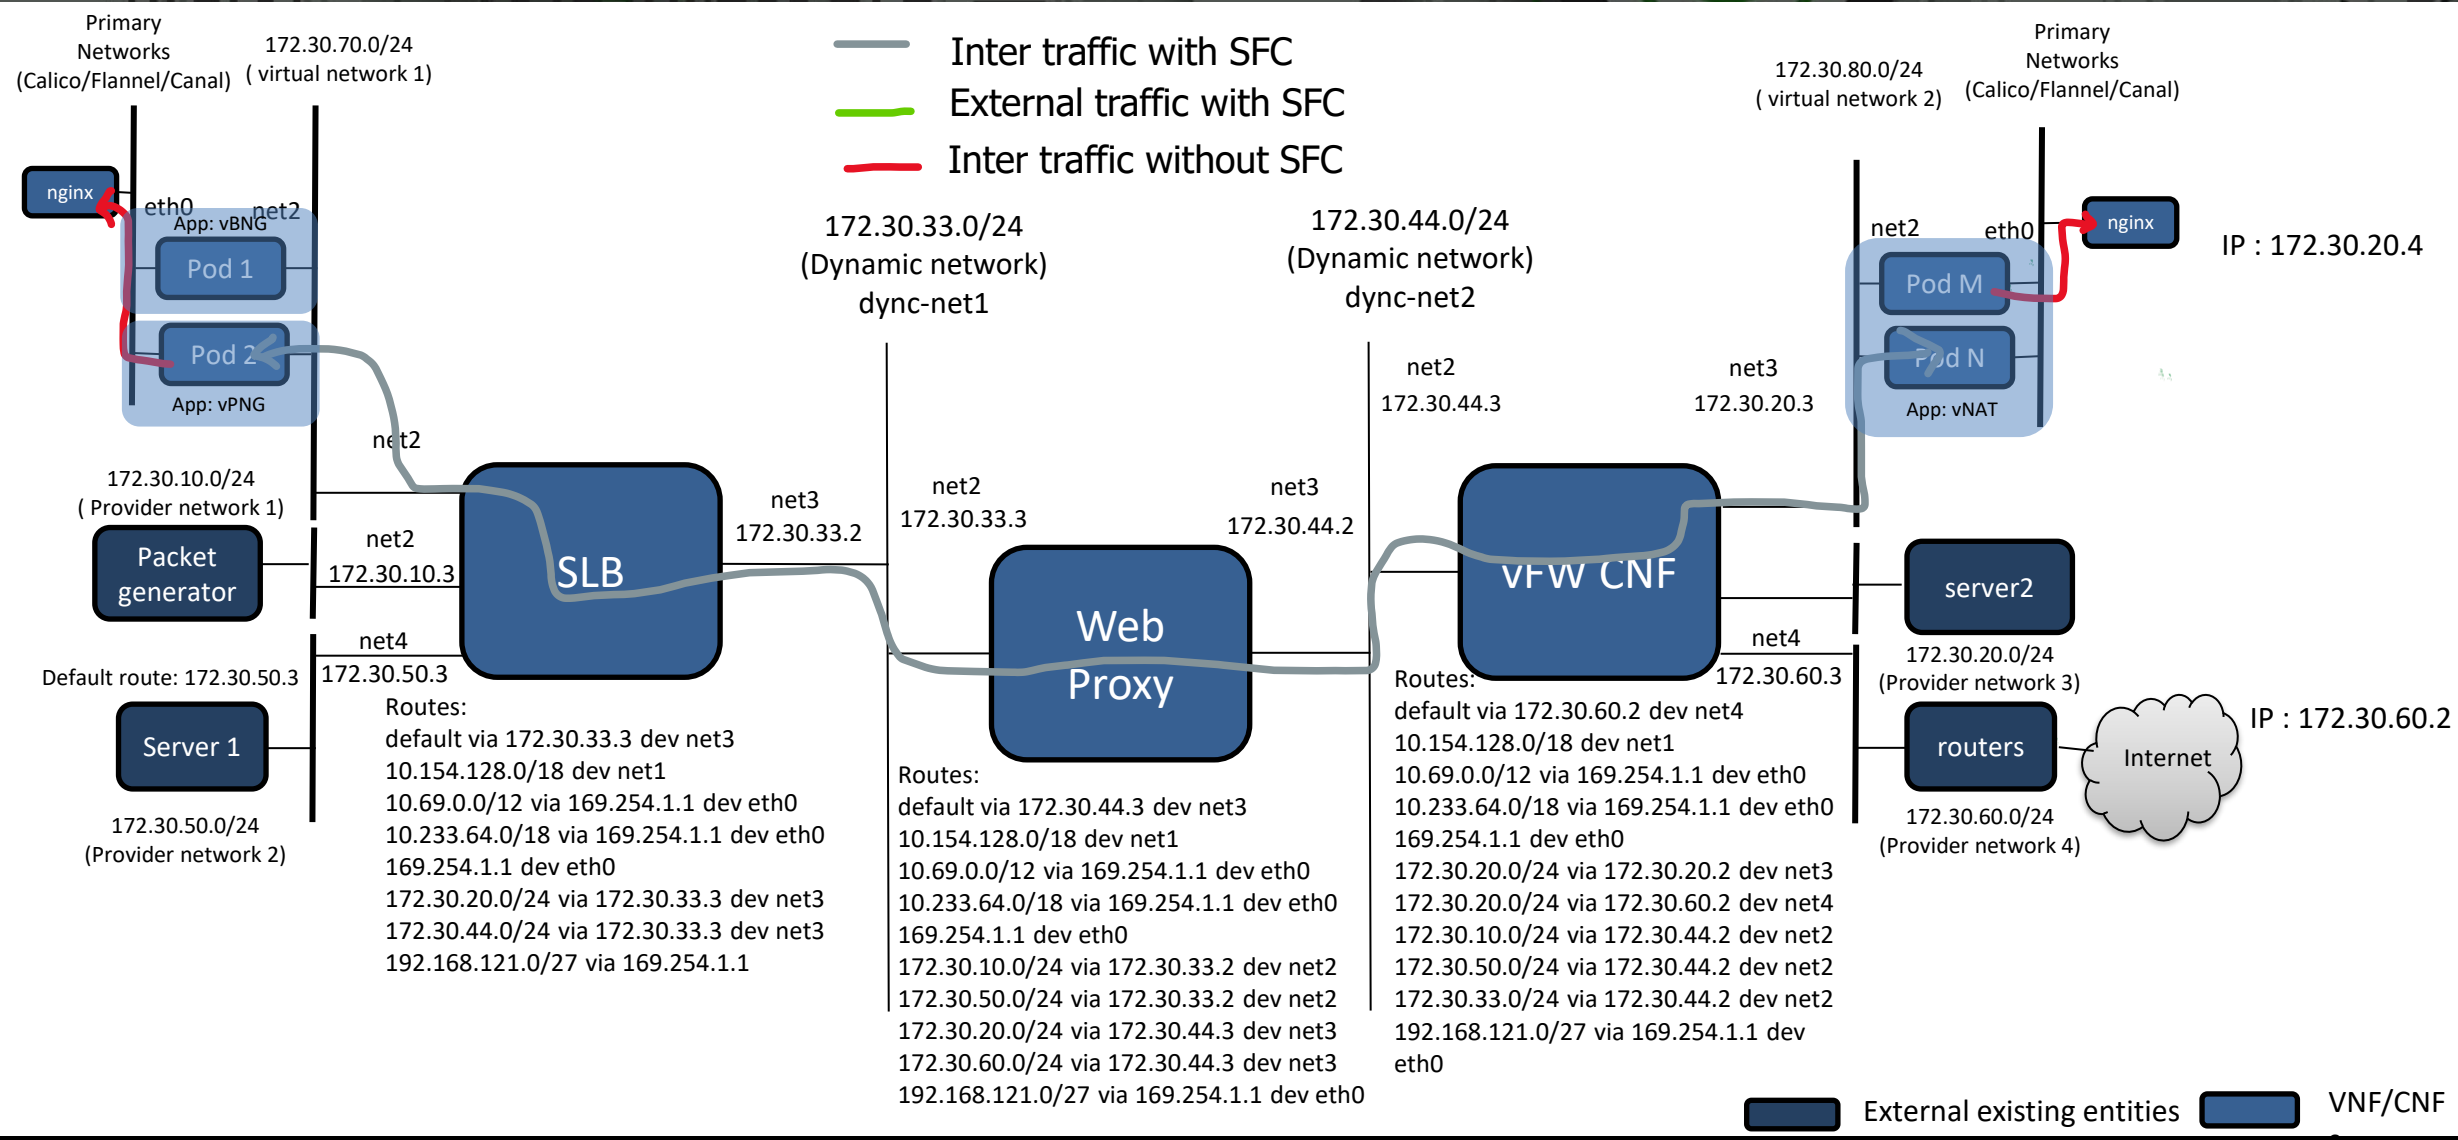 Primary
Networks
(Calico/Flannel/Canal)
172.30.70.0/24
( virtual network 1)
Inter traffic with SFC
External traffic with SFC
Inter traffic without SFC
172.30.80.0/24
( virtual network 2)
Primary
Networks
(Calico/Flannel/Canal)
nginx
eth0
net2
App: vBNG
Pod 1
Pod 2
App: vPNG
172.30.33.0/24
(Dynamic network)
dync-net1
172.30.44.0/24
(Dynamic network)
dync-net2
net2
eth0
nginx
IP : 172.30.20.4
Pod M
Pod N
App: vNAT
net2
172.30.44.3
net3
172.30.20.3
net2
172.30.10.0/24
( Provider network 1)
Packet
generator
net2
172.30.10.3
SLB
net3
172.30.33.2
net2
172.30.33.3
net3
172.30.44.2
Web
Proxy
vFW CNF
server2
172.30.20.0/24
(Provider network 3)
net4
172.30.50.3
Default route: 172.30.50.3
Server 1
172.30.50.0/24
(Provider network 2)
net4
172.30.60.3
routers
Internet
IP : 172.30.60.2
172.30.60.0/24
(Provider network 4)
Routes:
default via 172.30.33.3 dev net3
10.154.128.0/18 dev net1
10.69.0.0/12 via 169.254.1.1 dev eth0
10.233.64.0/18 via 169.254.1.1 dev eth0
169.254.1.1 dev eth0
172.30.20.0/24 via 172.30.33.3 dev net3
172.30.44.0/24 via 172.30.33.3 dev net3
192.168.121.0/27 via 169.254.1.1
Routes:
default via 172.30.44.3 dev net3
10.154.128.0/18 dev net1
10.69.0.0/12 via 169.254.1.1 dev eth0
10.233.64.0/18 via 169.254.1.1 dev eth0
169.254.1.1 dev eth0
172.30.10.0/24 via 172.30.33.2 dev net2
172.30.50.0/24 via 172.30.33.2 dev net2
172.30.20.0/24 via 172.30.44.3 dev net3
172.30.60.0/24 via 172.30.44.3 dev net3
192.168.121.0/27 via 169.254.1.1 dev eth0
Routes:
default via 172.30.60.2 dev net4
10.154.128.0/18 dev net1
10.69.0.0/12 via 169.254.1.1 dev eth0
10.233.64.0/18 via 169.254.1.1 dev eth0
169.254.1.1 dev eth0
172.30.20.0/24 via 172.30.20.2 dev net3
172.30.20.0/24 via 172.30.60.2 dev net4
172.30.10.0/24 via 172.30.44.2 dev net2
172.30.50.0/24 via 172.30.44.2 dev net2
172.30.33.0/24 via 172.30.44.2 dev net2
192.168.121.0/27 via 169.254.1.1 dev
eth0
External existing entities
VNF/CNF